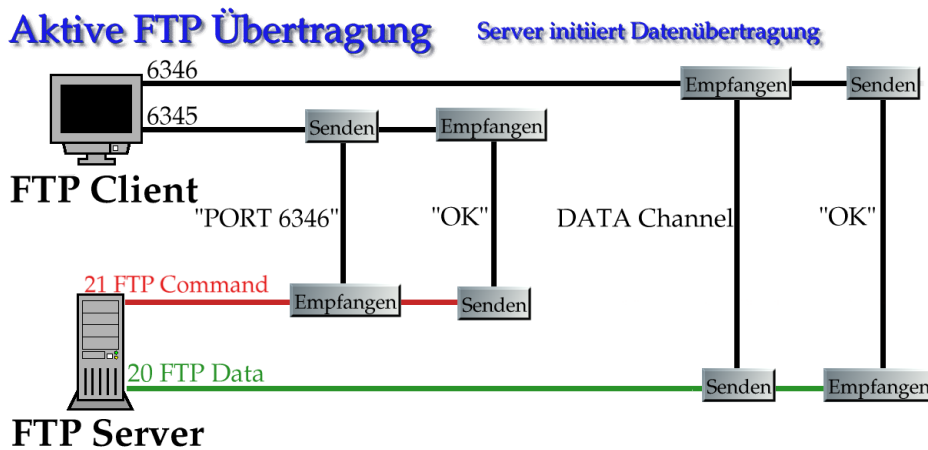 Aktive FTP Übertragung
Server initiiert Datenübertragung
6346
Empfangen
Senden
6345
Senden
Empfangen
FTP Client
"PORT 6346"
"OK"
DATA Channel
"OK"
21 FTP Command
Empfangen
Senden
20 FTP Data
Senden
Empfangen
FTP Server